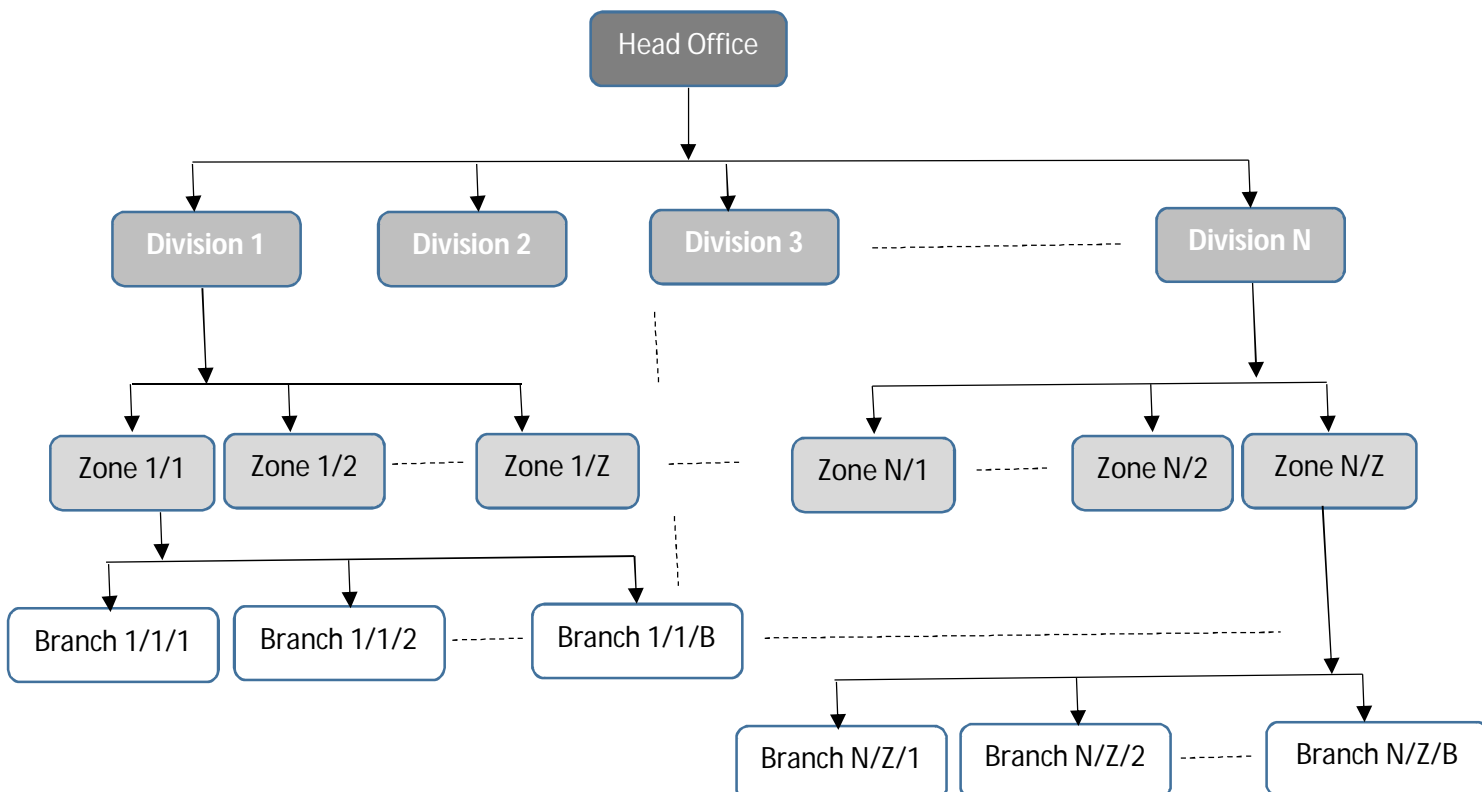 Head Office
Division 1
Division 2
Division 3
Division N
Zone 1/1
Zone 1/2
Zone 1/Z
Zone N/1
Zone N/2
Zone N/Z
Branch 1/1/1
Branch 1/1/2
Branch 1/1/B
Branch N/Z/1
Branch N/Z/2
Branch N/Z/B